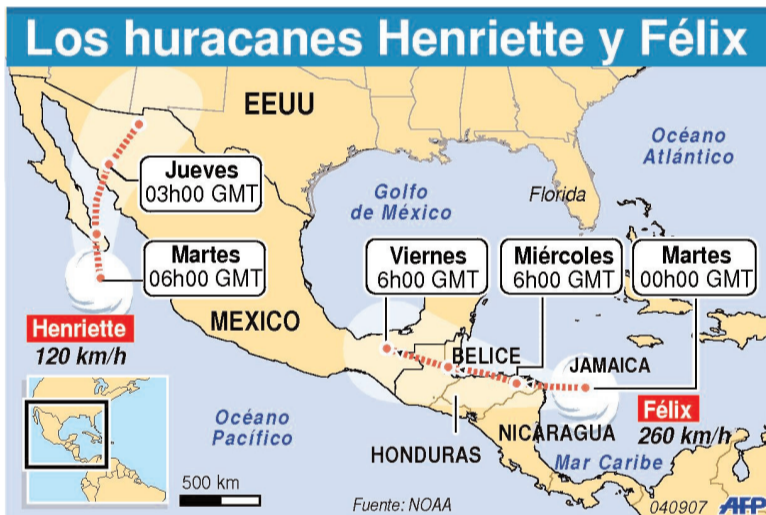 Los huracanes Henriette y Félix
EEUU
Océano
Atlántico
Jueves
03h00 GMT
Golfo
de México
Florida
Martes
06h00 GMT
Viernes
6h00 GMT
Miércoles
6h00 GMT
Martes
00h00 GMT
Henriette
120 km/h
MEXICO
BELICE
JAMAICA
Océano
Pacífico
Félix
260 km/h
NICARAGUA
HONDURAS
Mar Caribe
500 km
Fuente: NOAA
040907 AFP